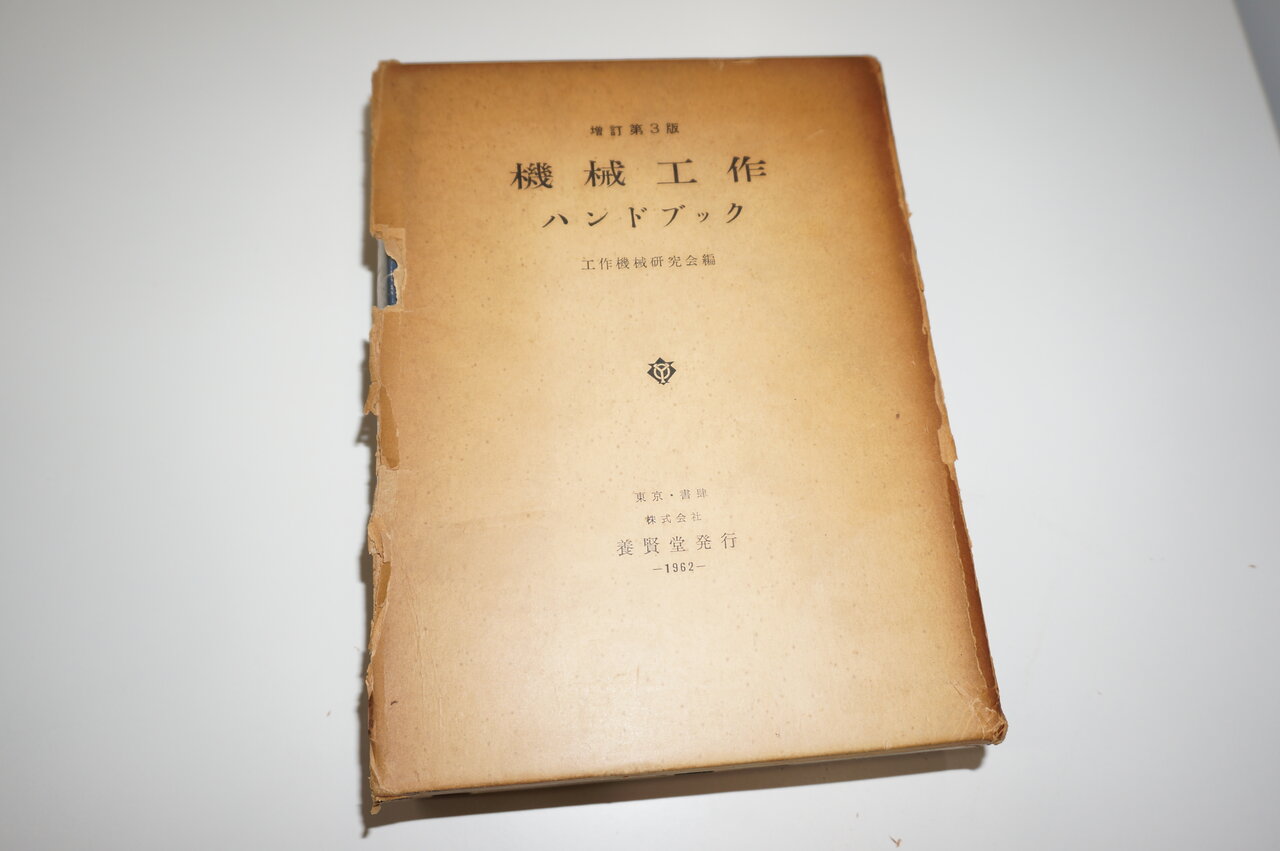 増訂第3版
機械工作
ハンドブック
工作機械研究会編
東京・書肆
株式会社
養賢堂発行
—1962—